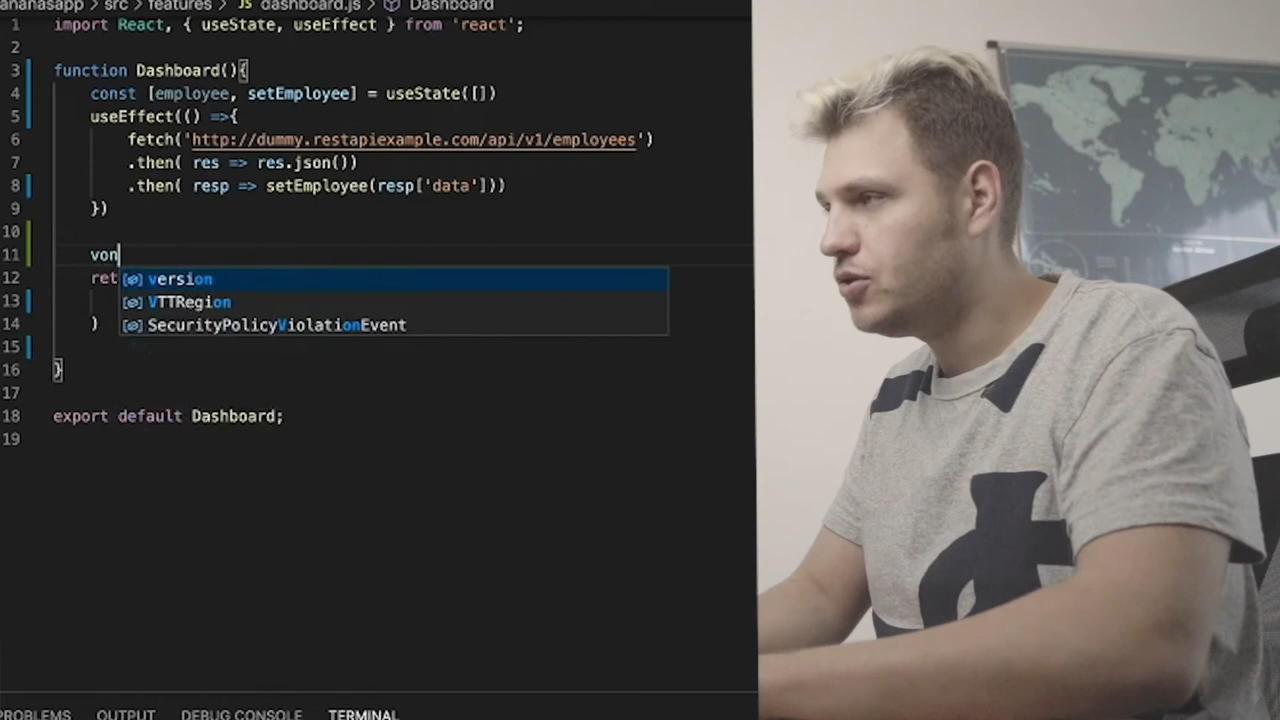 ananasapp > src > features > JS dashboard.js > Dashboard
1 import React, { useState, useEffect } from 'react';
2
3 function Dashboard(){
4 const [employee, setEmployee] = useState([])
5 useEffect(() =>{
6 fetch('http://dummy.restapiexample.com/api/v1/employees')
7 .then( res => res.json())
8 .then( resp => setEmployee(resp['data']))
9 })
10
11 von
12 ret
version
13
VTTRegion
14 )
SecurityPolicyViolationEvent
15
16 }
17
18 export default Dashboard;
19
PROBLEMS OUTPUT DEBUG CONSOLE TERMINAL